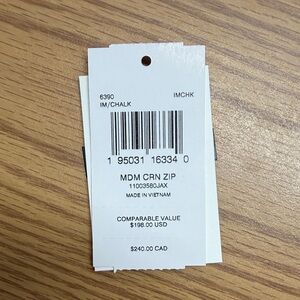 6390 IMCHK
IM/CHALK
1 95031 16334 0
MDM CRN ZIP
11003580JAX
MADE IN VIETNAM
COMPARABLE VALUE
$198.00 USD
$240.00 CAD